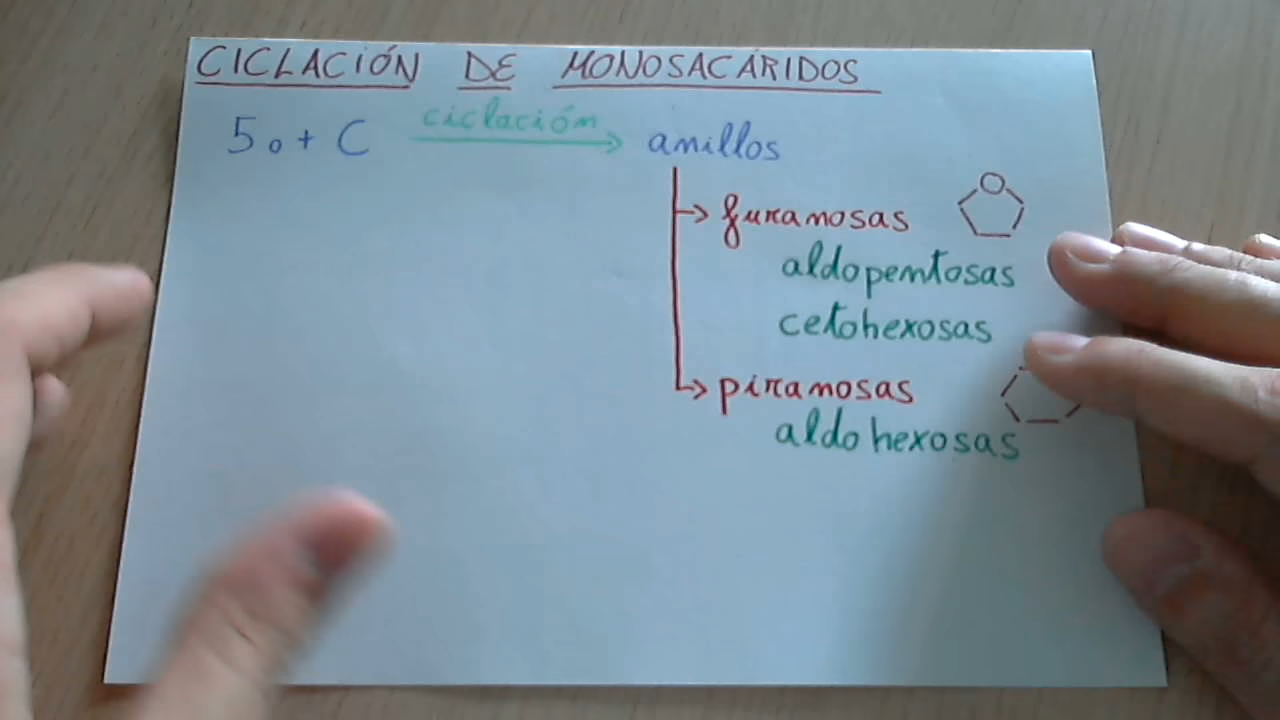 CICLACIÓN DE MONOSACÁRIDOS
5 o + C ciclación anillos
furanosas
aldopentosas
cetohexosas
piranosas
aldohexosas